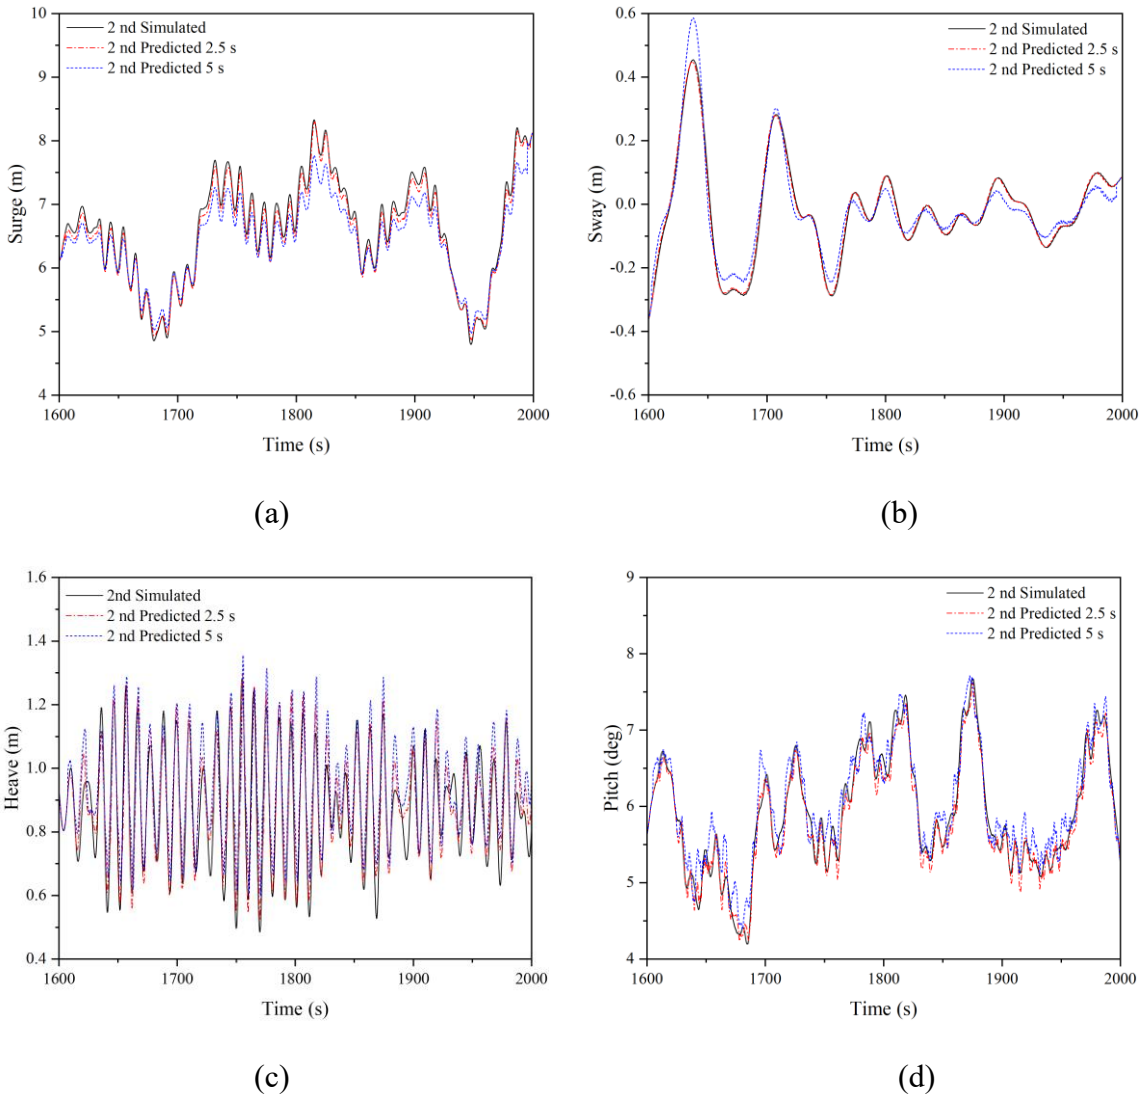 10
9
8
7
6
5
4
Surge (m)
2 nd Simulated
2 nd Predicted 2.5 s
2 nd Predicted 5 s
1600 1700 1800 1900 2000
Time (s)
(a)
0.6
0.4
0.2
0.0
-0.2
-0.4
-0.6
Sway (m)
2 nd Simulated
2 nd Predicted 2.5 s
2 nd Predicted 5 s
1600 1700 1800 1900 2000
Time (s)
(b)
1.6
1.4
1.2
1.0
0.8
0.6
0.4
Heave (m)
2nd Simulated
2 nd Predicted 2.5 s
2 nd Predicted 5 s
1600 1700 1800 1900 2000
Time (s)
(c)
9
8
7
6
5
4
Pitch (deg)
2 nd Simulated
2 nd Predicted 2.5 s
2 nd Predicted 5 s
1600 1700 1800 1900 2000
Time (s)
(d)